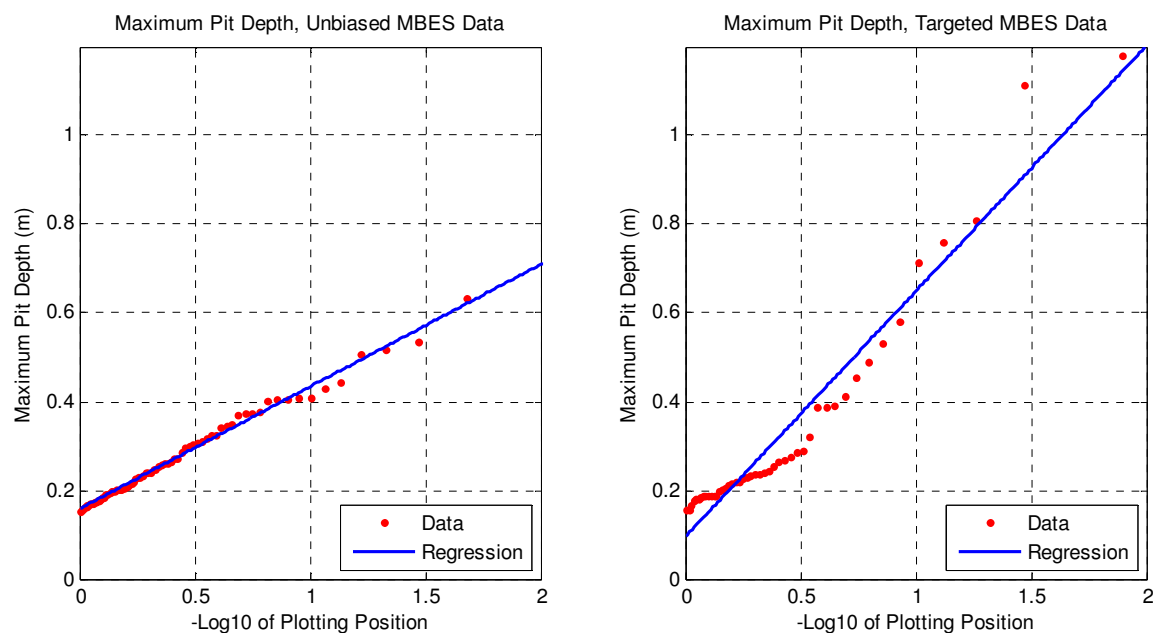 Maximum Pit Depth, Unbiased MBES Data
Maximum Pit Depth (m)
1
0.8
0.6
0.4
0.2
0
0
0.5
1
1.5
2
-Log10 of Plotting Position
Data
Regression
Maximum Pit Depth, Targeted MBES Data
Maximum Pit Depth (m)
1
0.8
0.6
0.4
0.2
0
0
0.5
1
1.5
2
-Log10 of Plotting Position
Data
Regression